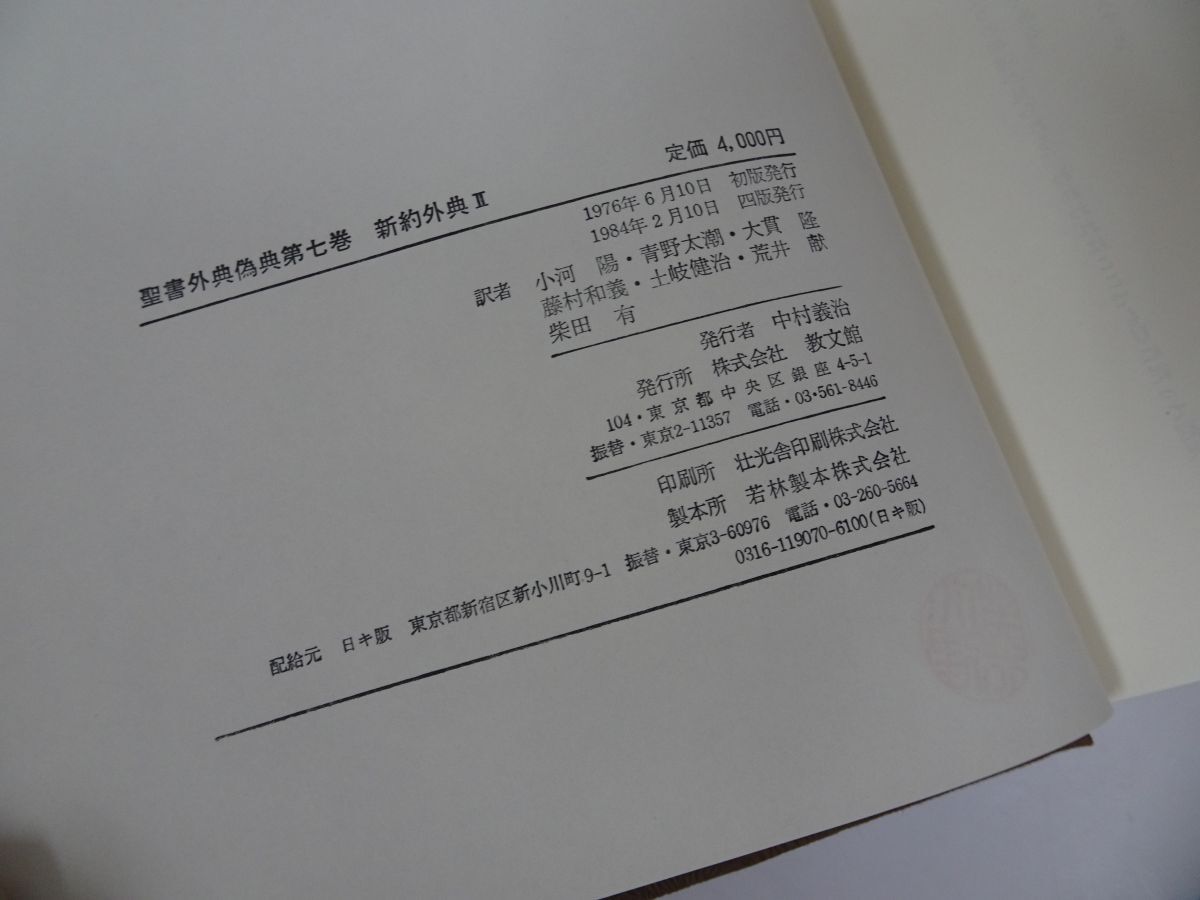 聖書外典偽典第七巻 新約外典Ⅱ
定価 4,000円
1976年6月10日 初版発行
1984年2月10日 四版発行
訳者 小河 陽・青野太潮・大貫 隆
藤村和義・土岐健治・荒井 献
柴田 有
発行者 中村義治
発行所 株式会社 教文館
104・東京都中央区銀座4-5-1
振替・東京2-11357 電話・03・561-8446
印刷所 壮光舎印刷株式会社
製本所 若林製本株式会社
配給元 日キ販 東京都新宿区新小川町9-1 振替・東京3-60976 電話・03-260-5664
0316-119070-6100(日キ販)